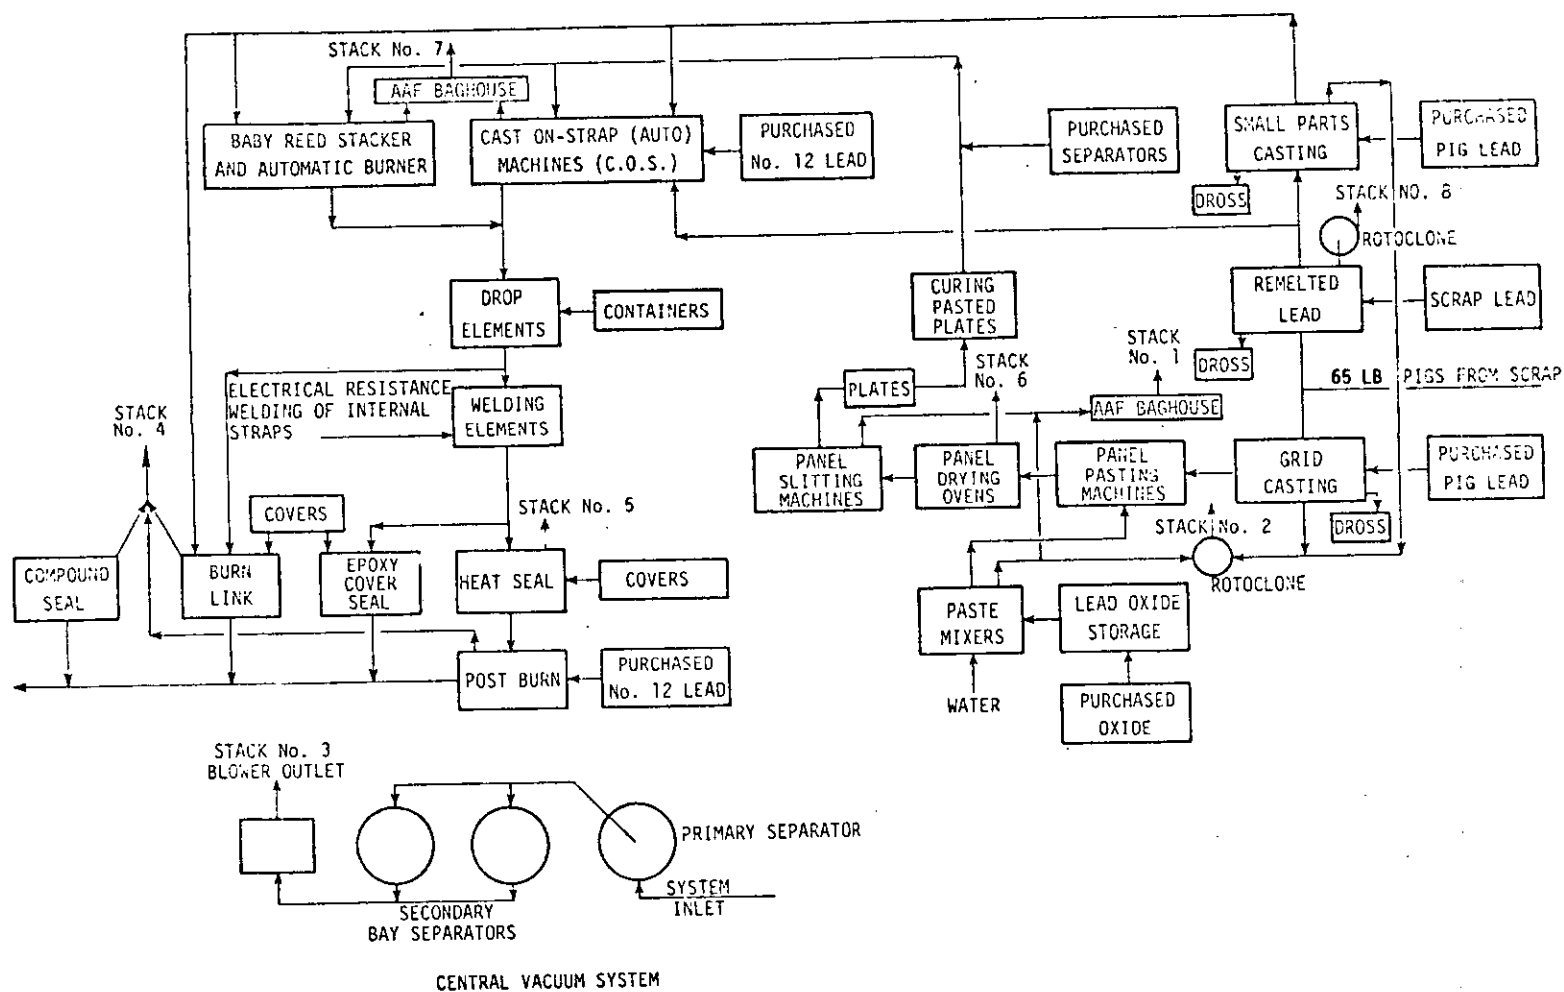 STACK No. 7
AAF BAGHOUSE
BABY REED STACKER
AND AUTOMATIC BURNER
CAST ON-STRAP (AUTO)
MACHINES (C.O.S.)
PURCHASED
No. 12 LEAD
PURCHASED
SEPARATORS
SMALL PARTS
CASTING
PURCHASED
PIG LEAD
DROSS
STACK NO. 8
ROTOCLONE
DROP
ELEMENTS
CONTAINERS
CURING
PASTED
PLATES
REMELTED
LEAD
SCRAP LEAD
STACK
No. 1
DROSS
STACK
No. 6
65 LB PIGS FROM SCRAP
PLATES
AAF BAGHOUSE
ELECTRICAL RESISTANCE
WELDING OF INTERNAL
STRAPS
WELDING
ELEMENTS
STACK
No. 4
PANEL
SLITTING
MACHINES
PANEL
DRYING
OVENS
PANEL
PASTING
MACHINES
GRID
CASTING
PURCHASED
PIG LEAD
DROSS
COVERS
STACK No. 5
STACK No. 2
ROTOCLONE
COMPOUND
SEAL
BURN
LINK
EPOXY
COVER
SEAL
HEAT SEAL
COVERS
PASTE
MIXERS
LEAD OXIDE
STORAGE
POST BURN
PURCHASED
No. 12 LEAD
WATER
PURCHASED
OXIDE
STACK No. 3
BLOWER OUTLET
PRIMARY SEPARATOR
SYSTEM
INLET
SECONDARY
BAY SEPARATORS
CENTRAL VACUUM SYSTEM